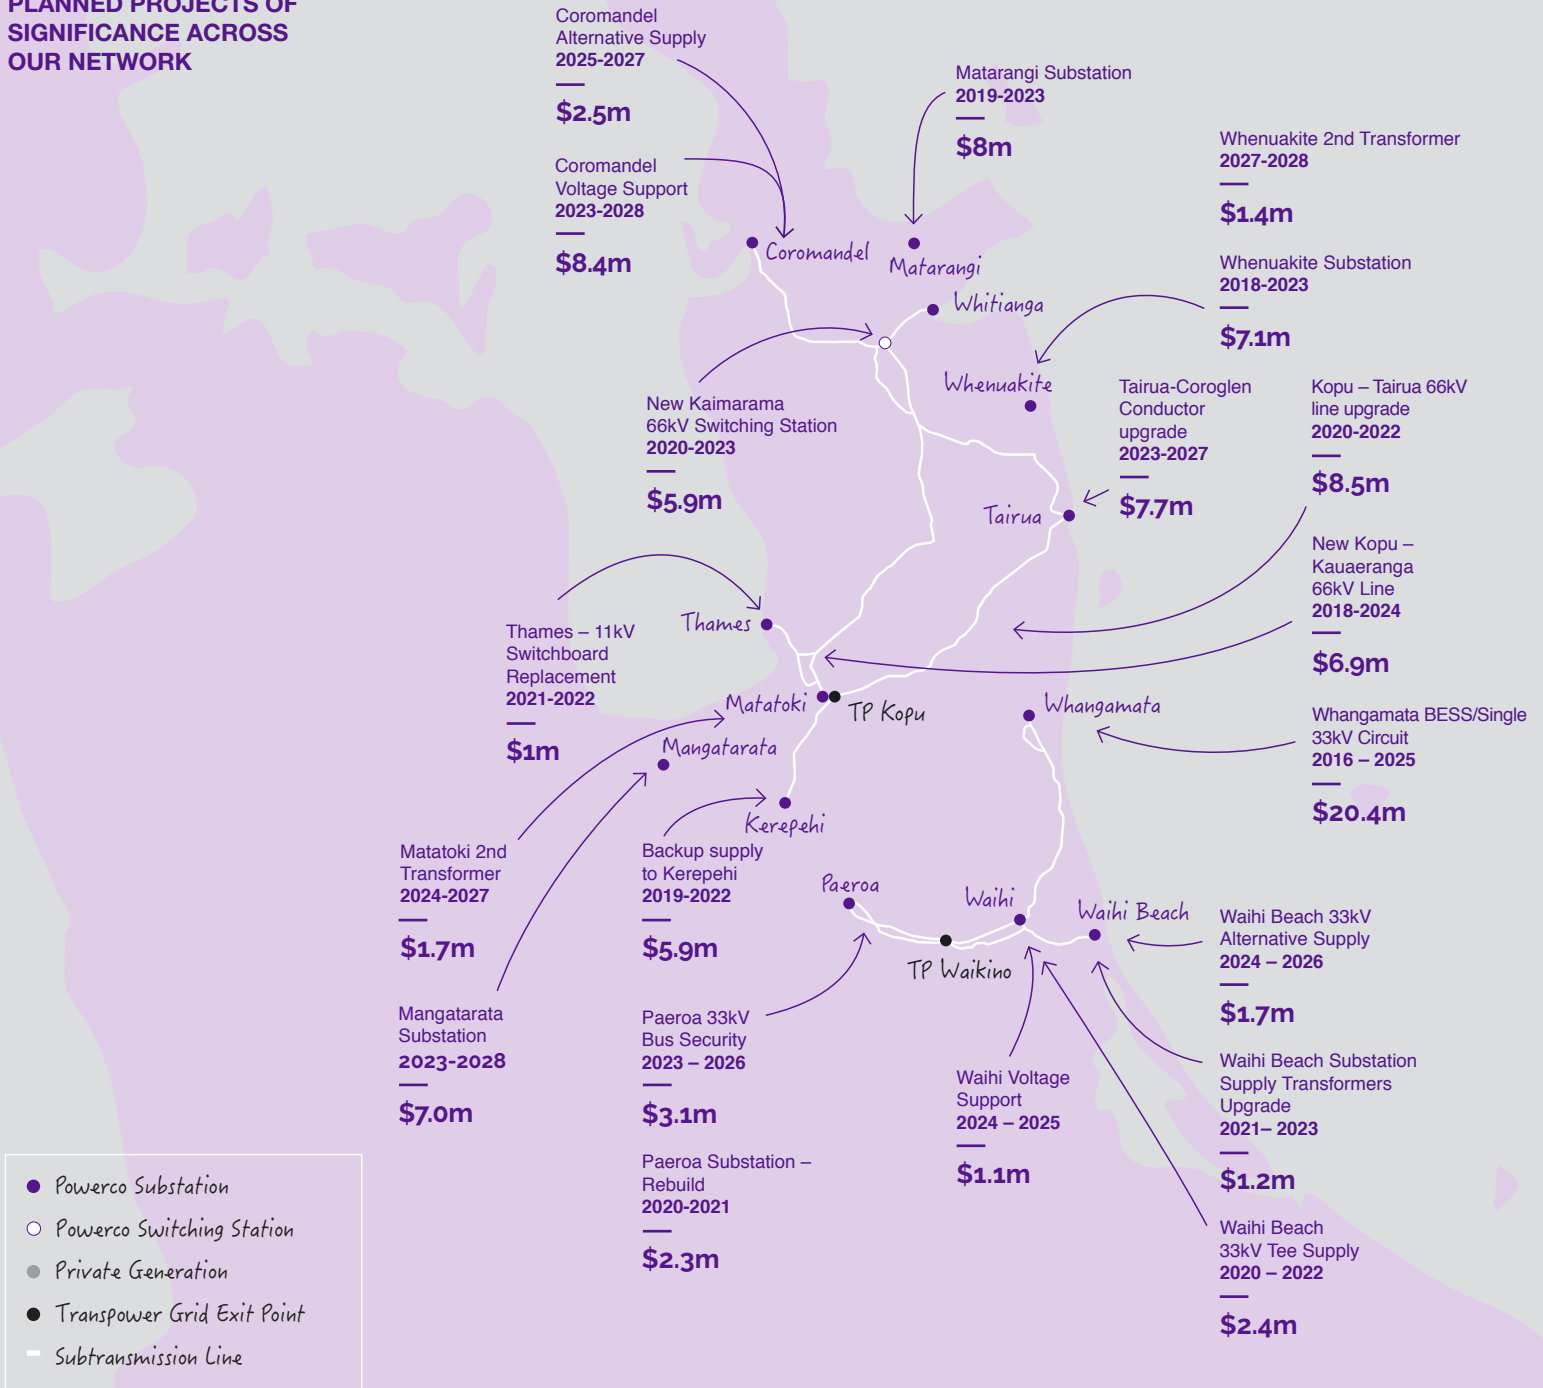 PLANNED PROJECTS OF
SIGNIFICANCE ACROSS
OUR NETWORK
Coromandel
Alternative Supply
2025-2027
$2.5m
Coromandel
Voltage Support
2023-2028
$8.4m
Matarangi Substation
2019-2023
$8m
Whenuakite 2nd Transformer
2027-2028
$1.4m
Whenuakite Substation
2018-2023
$7.1m
Coromandel
Matarangi
Whitianga
Whenuakite
New Kaimarama
66kV Switching Station
2020-2023
$5.9m
Tairua-Coroglen
Conductor
upgrade
2023-2027
$7.7m
Kopu – Tairua 66kV
line upgrade
2020-2022
$8.5m
Tairua
New Kopu –
Kauaeranga
66kV Line
2018-2024
$6.9m
Thames
Thames – 11kV
Switchboard
Replacement
2021-2022
$1m
Matatoki
TP Kopu
Whangamata
Whangamata BESS/Single
33kV Circuit
2016 – 2025
$20.4m
Mangatarata
Kerepehi
Matatoki 2nd
Transformer
2024-2027
$1.7m
Backup supply
to Kerepehi
2019-2022
$5.9m
Paeroa
Waihi
Waihi Beach
TP Waikino
Waihi Beach 33kV
Alternative Supply
2024 – 2026
$1.7m
Mangatarata
Substation
2023-2028
$7.0m
Paeroa 33kV
Bus Security
2023 – 2026
$3.1m
Waihi Voltage
Support
2024 – 2025
$1.1m
Waihi Beach Substation
Supply Transformers
Upgrade
2021– 2023
$1.2m
Paeroa Substation –
Rebuild
2020-2021
$2.3m
Waihi Beach
33kV Tee Supply
2020 – 2022
$2.4m
Powerco Substation
Powerco Switching Station
Private Generation
Transpower Grid Exit Point
Subtransmission Line